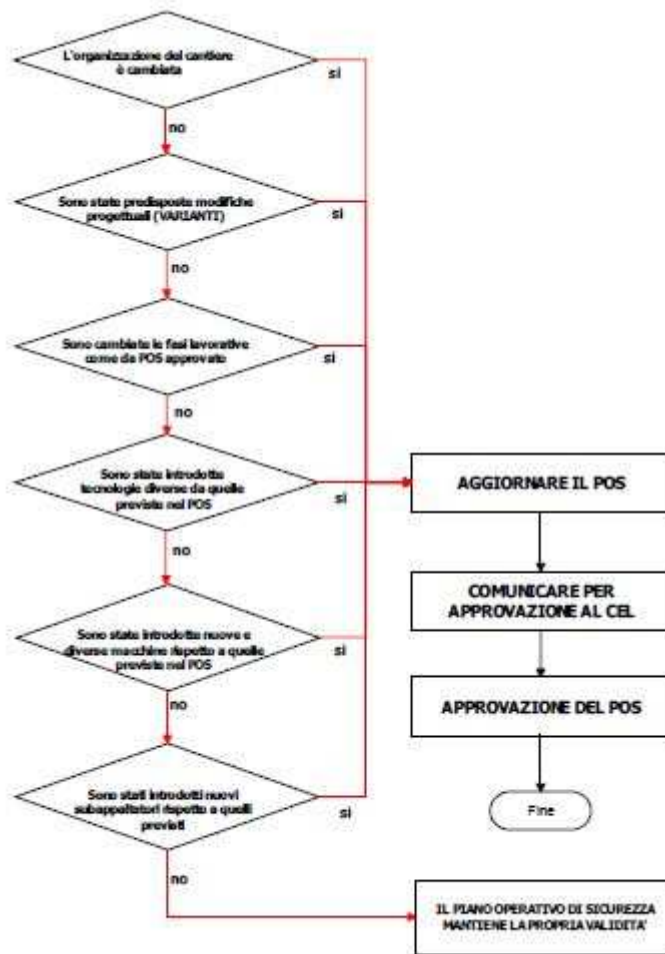 L'organizzazione del cantiere
è cambiata
si
no
Sono state predisposte modifiche
progettuali (VARIANTI)
si
no
Sono cambiate le fasi lavorative
come da POS approvato
si
no
Sono state introdotte
tecnologie diverse da quelle
previste nel POS
si
no
Sono state introdotte nuove e
diverse macchine rispetto a quelle
previste nel POS
si
no
Sono stati introdotti nuovi
subappaltatori rispetto a quelli
previsti
si
no
AGGIORNARE IL POS
COMUNICARE PER
APPROVAZIONE AL CEL
APPROVAZIONE DEL POS
Fine
IL PIANO OPERATIVO DI SICUREZZA
MANTIENE LA PROPRIA VALIDITA'